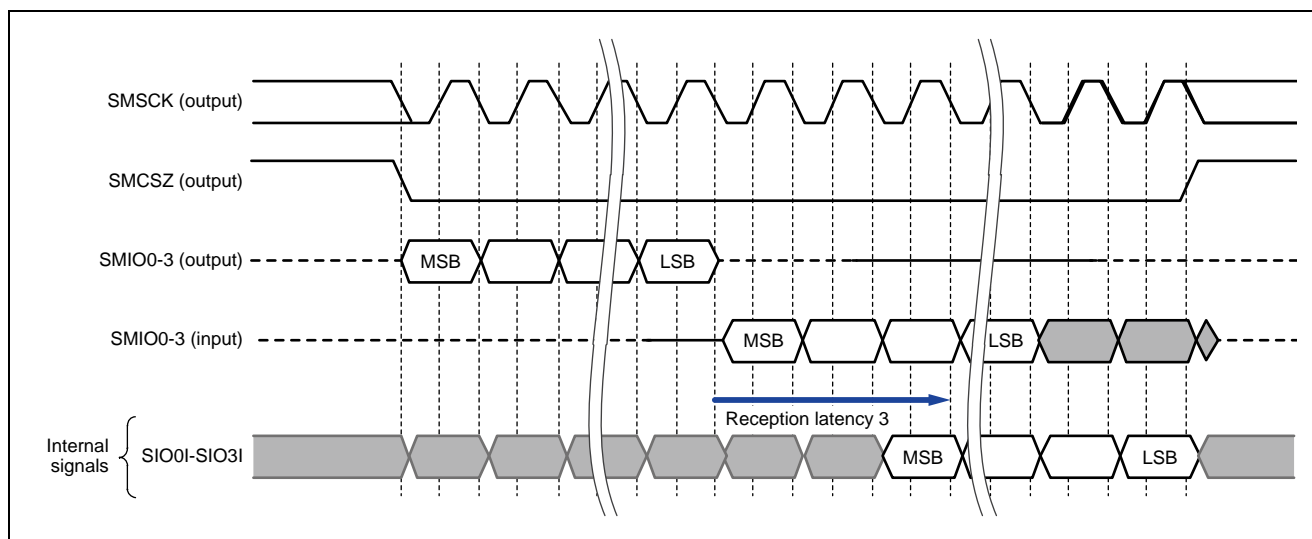 SMSCK (output)
SMCSZ (output)
SMIO0-3 (output)
MSB
LSB
SMIO0-3 (input)
MSB
LSB
Reception latency 3
Internal
signals
SIO0I-SIO3I
MSB
LSB